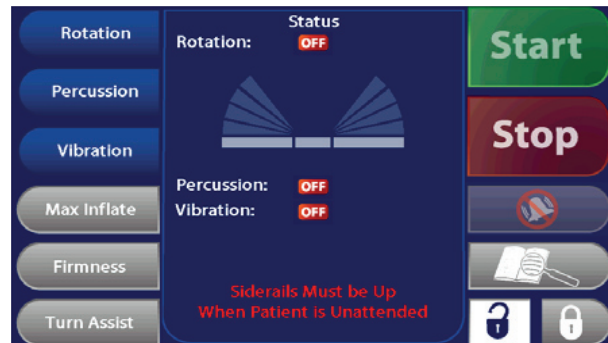 Rotation
Percussion
Vibration
Max Inflate
Firmness
Turn Assist
Status
Rotation: OFF
Percussion: OFF
Vibration: OFF
Siderails Must be Up
When Patient is Unattended
Start
Stop